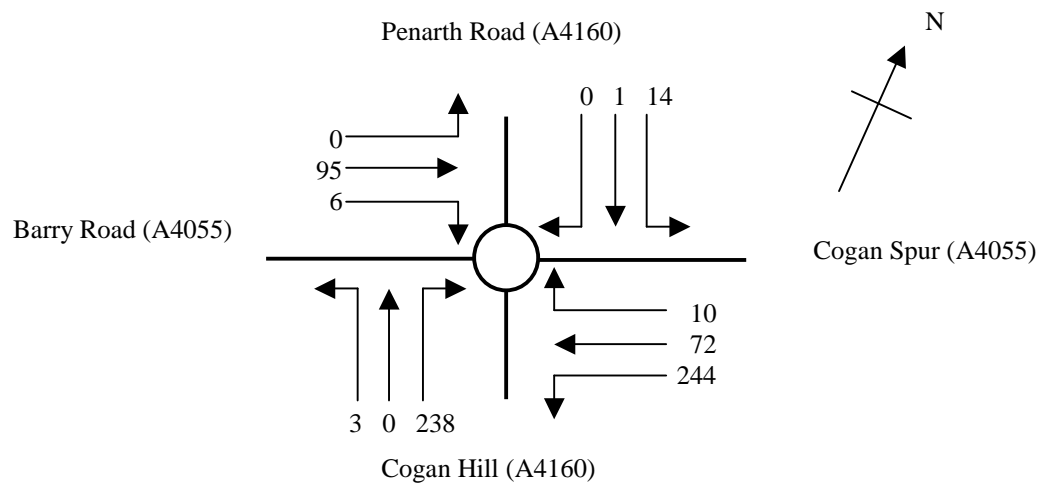 Penarth Road (A4160)
N
0 1 14
0
95
6
Barry Road (A4055)
Cogan Spur (A4055)
10
72
244
3 0 238
Cogan Hill (A4160)